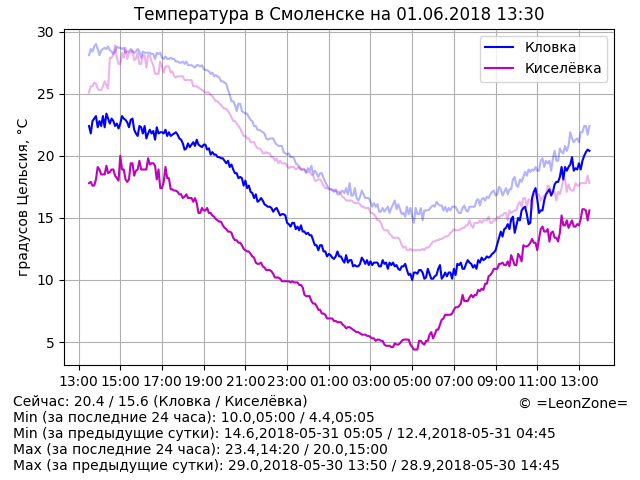 Температура в Смоленске на 01.06.2018 13:30
30
25
20
15
10
5
градусов Цельсия, °C
Кловка
Киселёвка
13:00 15:00 17:00 19:00 21:00 23:00 01:00 03:00 05:00 07:00 09:00 11:00 13:00
Сейчас: 20.4 / 15.6 (Кловка / Киселёвка)
© =LeonZone=
Min (за последние 24 часа): 10.0,05:00 / 4.4,05:05
Min (за предыдущие сутки): 14.6,2018-05-31 05:05 / 12.4,2018-05-31 04:45
Max (за последние 24 часа): 23.4,14:20 / 20.0,15:00
Max (за предыдущие сутки): 29.0,2018-05-30 13:50 / 28.9,2018-05-30 14:45